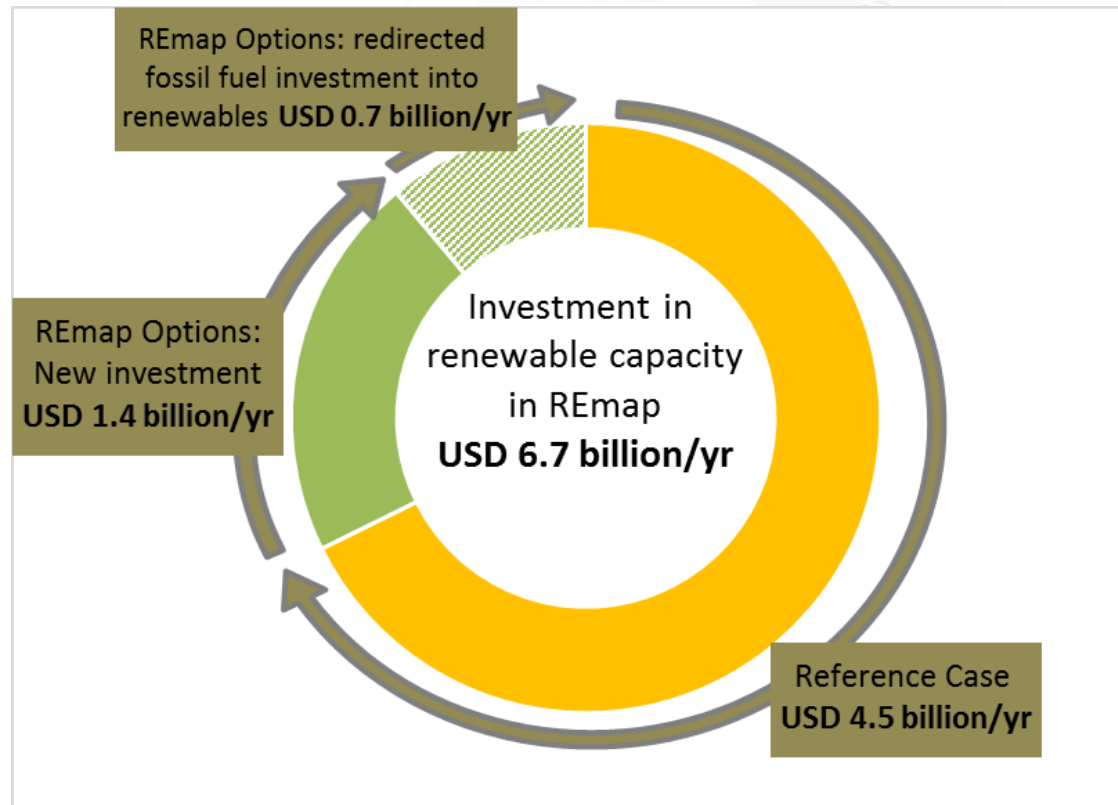 REmap Options: redirected
fossil fuel investment into
renewables USD 0.7 billion/yr
REmap Options:
New investment
USD 1.4 billion/yr
Investment in
renewable capacity
in REmap
USD 6.7 billion/yr
Reference Case
USD 4.5 billion/yr